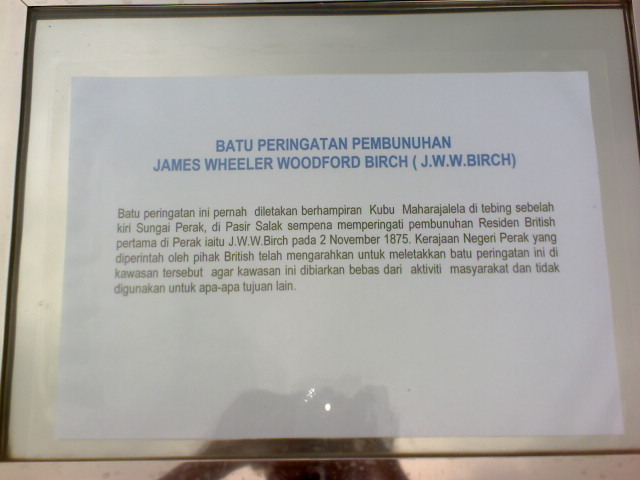 BATU PERINGATAN PEMBUNUHAN
JAMES WHEELER WOODFORD BIRCH ( J.W.W.BIRCH)
Batu peringatan ini pernah diletakan berhampiran Kubu Maharajalela di tebing sebelah
kiri Sungai Perak, di Pasir Salak sempena memperingati pembunuhan Residen British
pertama di Perak iaitu J.W.W.Birch pada 2 November 1875. Kerajaan Negeri Perak yang
diperintah oleh pihak British telah mengarahkan untuk meletakkan batu peringatan ini di
kawasan tersebut agar kawasan ini dibiarkan bebas dari aktiviti masyarakat dan tidak
digunakan untuk apa-apa tujuan lain.